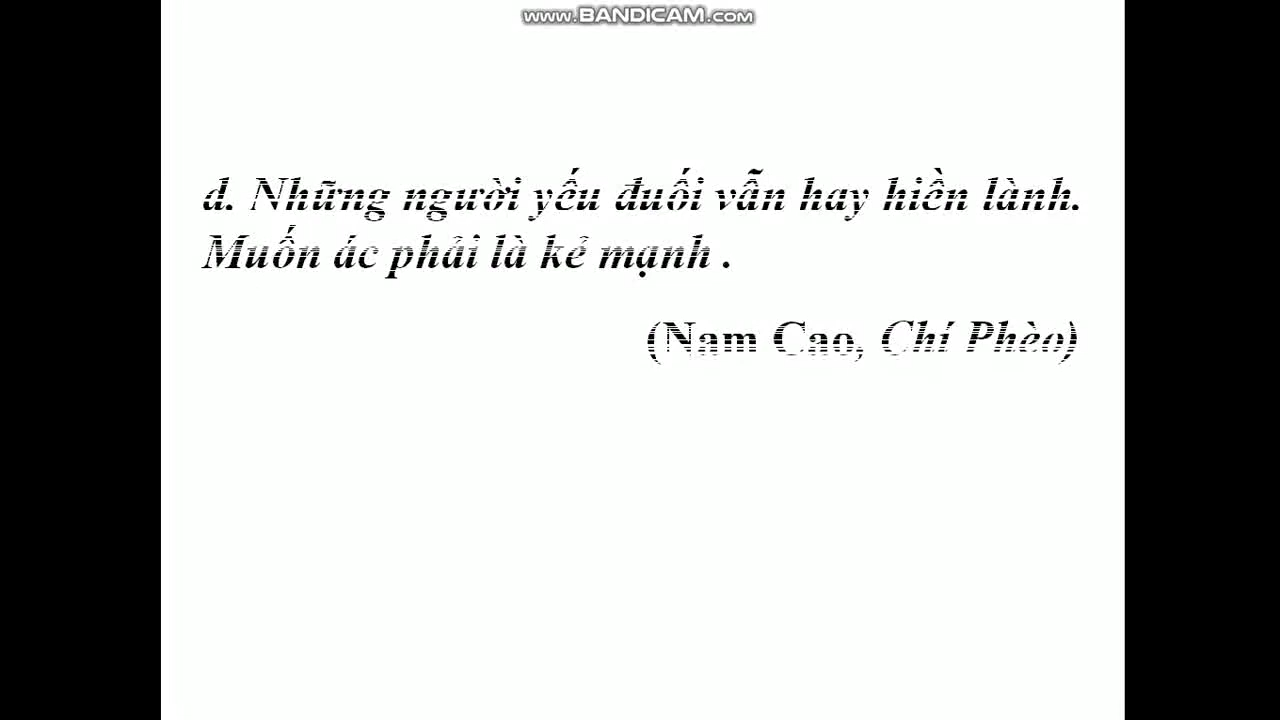 www.BANDICAM.com
d. Những người yếu đuối vẫn hay hiền lành.
Muốn ác phải là kẻ mạnh .
(Nam Cao, Chí Phèo)